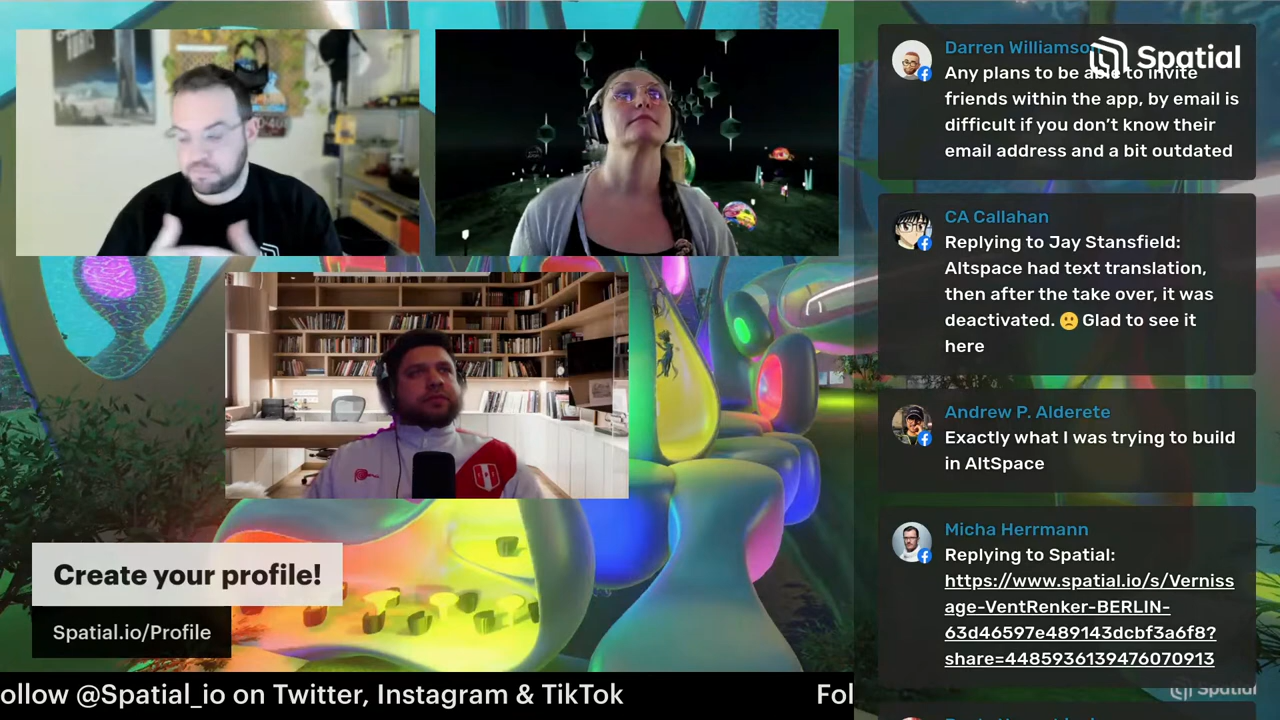 Darren Williamso
Spatial
Any plans to be able to invite
friends within the app, by email is
difficult if you don’t know their
email address and a bit outdated
CA Callahan
Replying to Jay Stansfield:
Altspace had text translation,
then after the take over, it was
deactivated. 🙁 Glad to see it
here
Andrew P. Alderete
Exactly what I was trying to build
in AltSpace
Micha Herrmann
Replying to Spatial:
https://www.spatial.io/s/Verniss
age-VentRenker-BERLIN-
63d46597e489143dcbf3a6f8?
share=4485936139476070913
Spatial
Create your profile!
Spatial.io/Profile
ollow @Spatial_io on Twitter, Instagram & TikTok
Fol